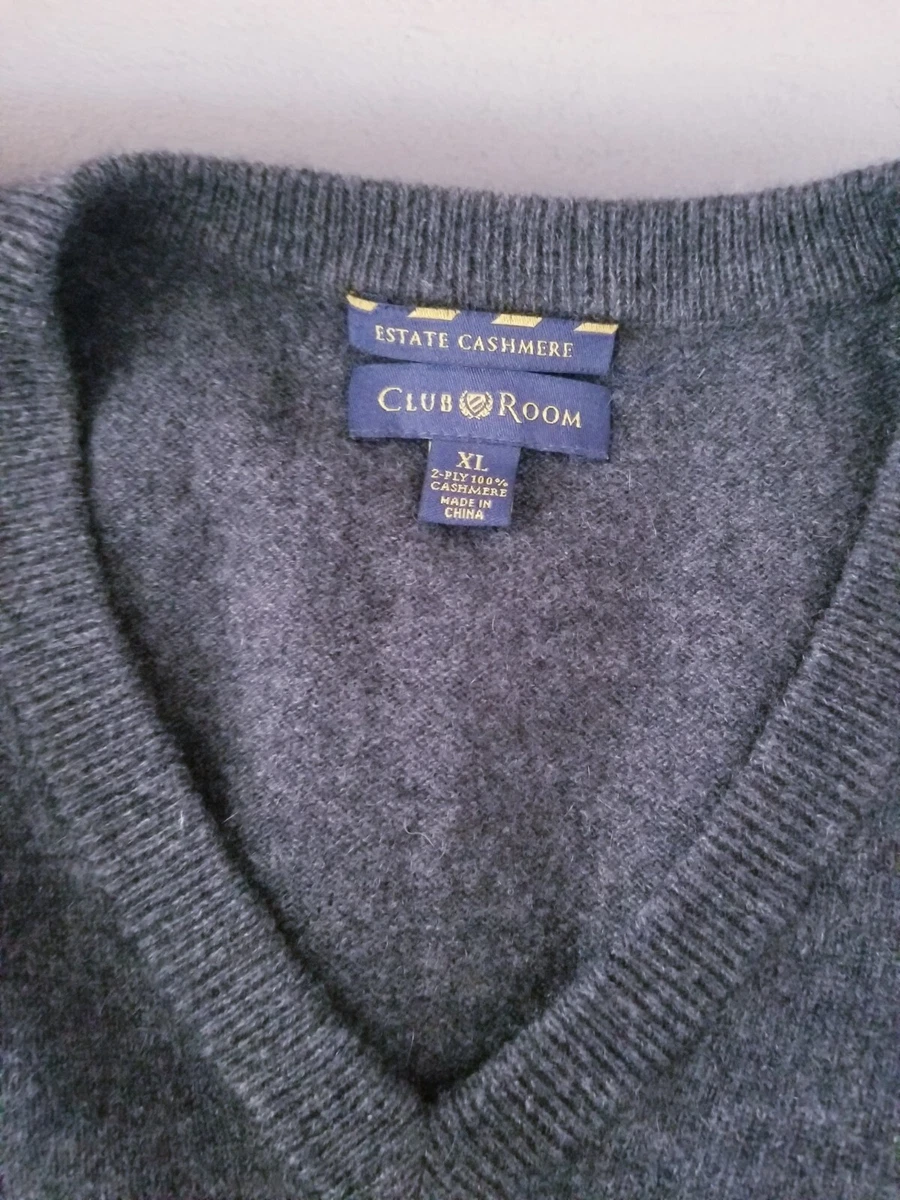 ESTATE CASHMERE
CLUB ROOM
XL
2-PLY 100%
CASHMERE
MADE IN
CHINA